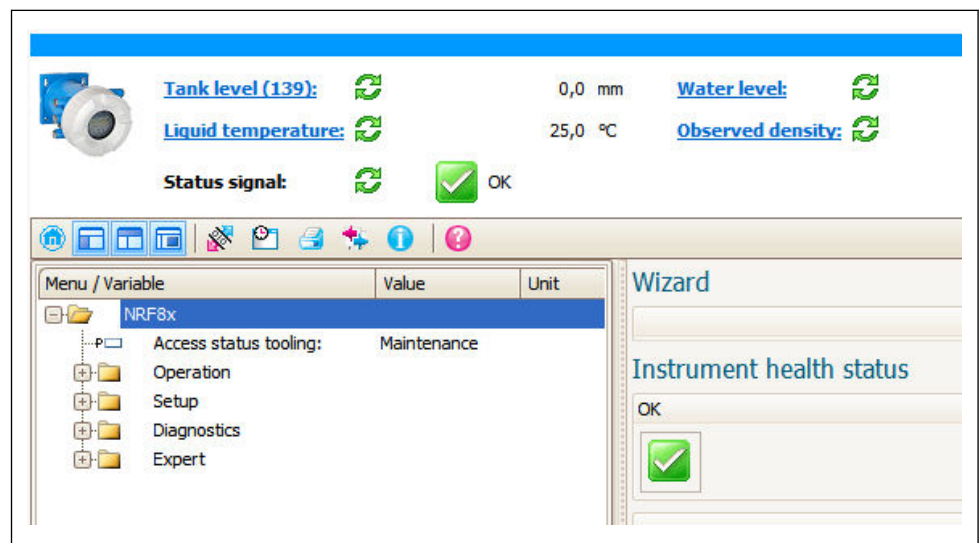 Tank level (139): 0,0 mm Water level:
Liquid temperature: 25,0 °C Observed density:
Status signal: OK
Menu / Variable Value Unit
NRF8x
Access status tooling: Maintenance
Operation
Setup
Diagnostics
Expert
Wizard
Instrument health status
OK